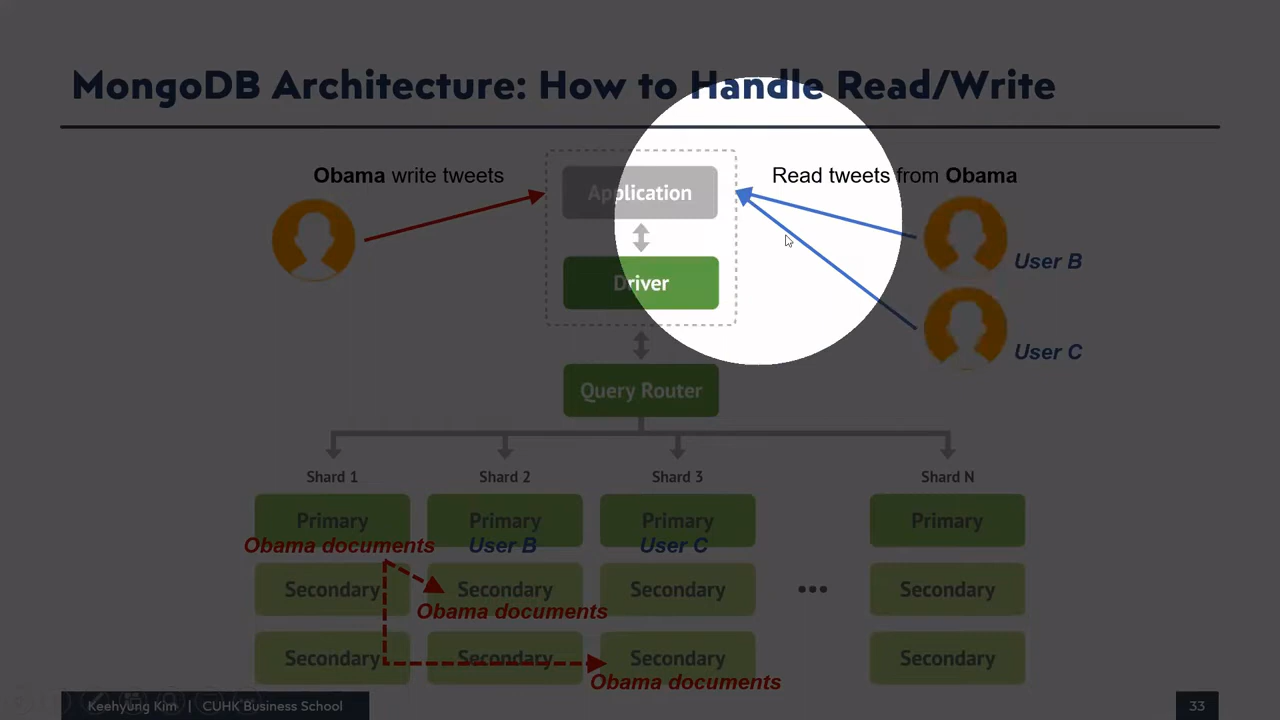 MongoDB Architecture: How to Handle Read/Write
Obama write tweets
Application
Read tweets from Obama
User B
Driver
User C
Query Router
Shard 1
Shard 2
Shard 3
Shard N
Primary
Primary
Primary
Primary
Obama documents
User B
User C
Secondary
Secondary
Secondary
•••
Secondary
Obama documents
Secondary
Secondary
Secondary
Secondary
Obama documents
Keehyung Kim | CUHK Business School
33